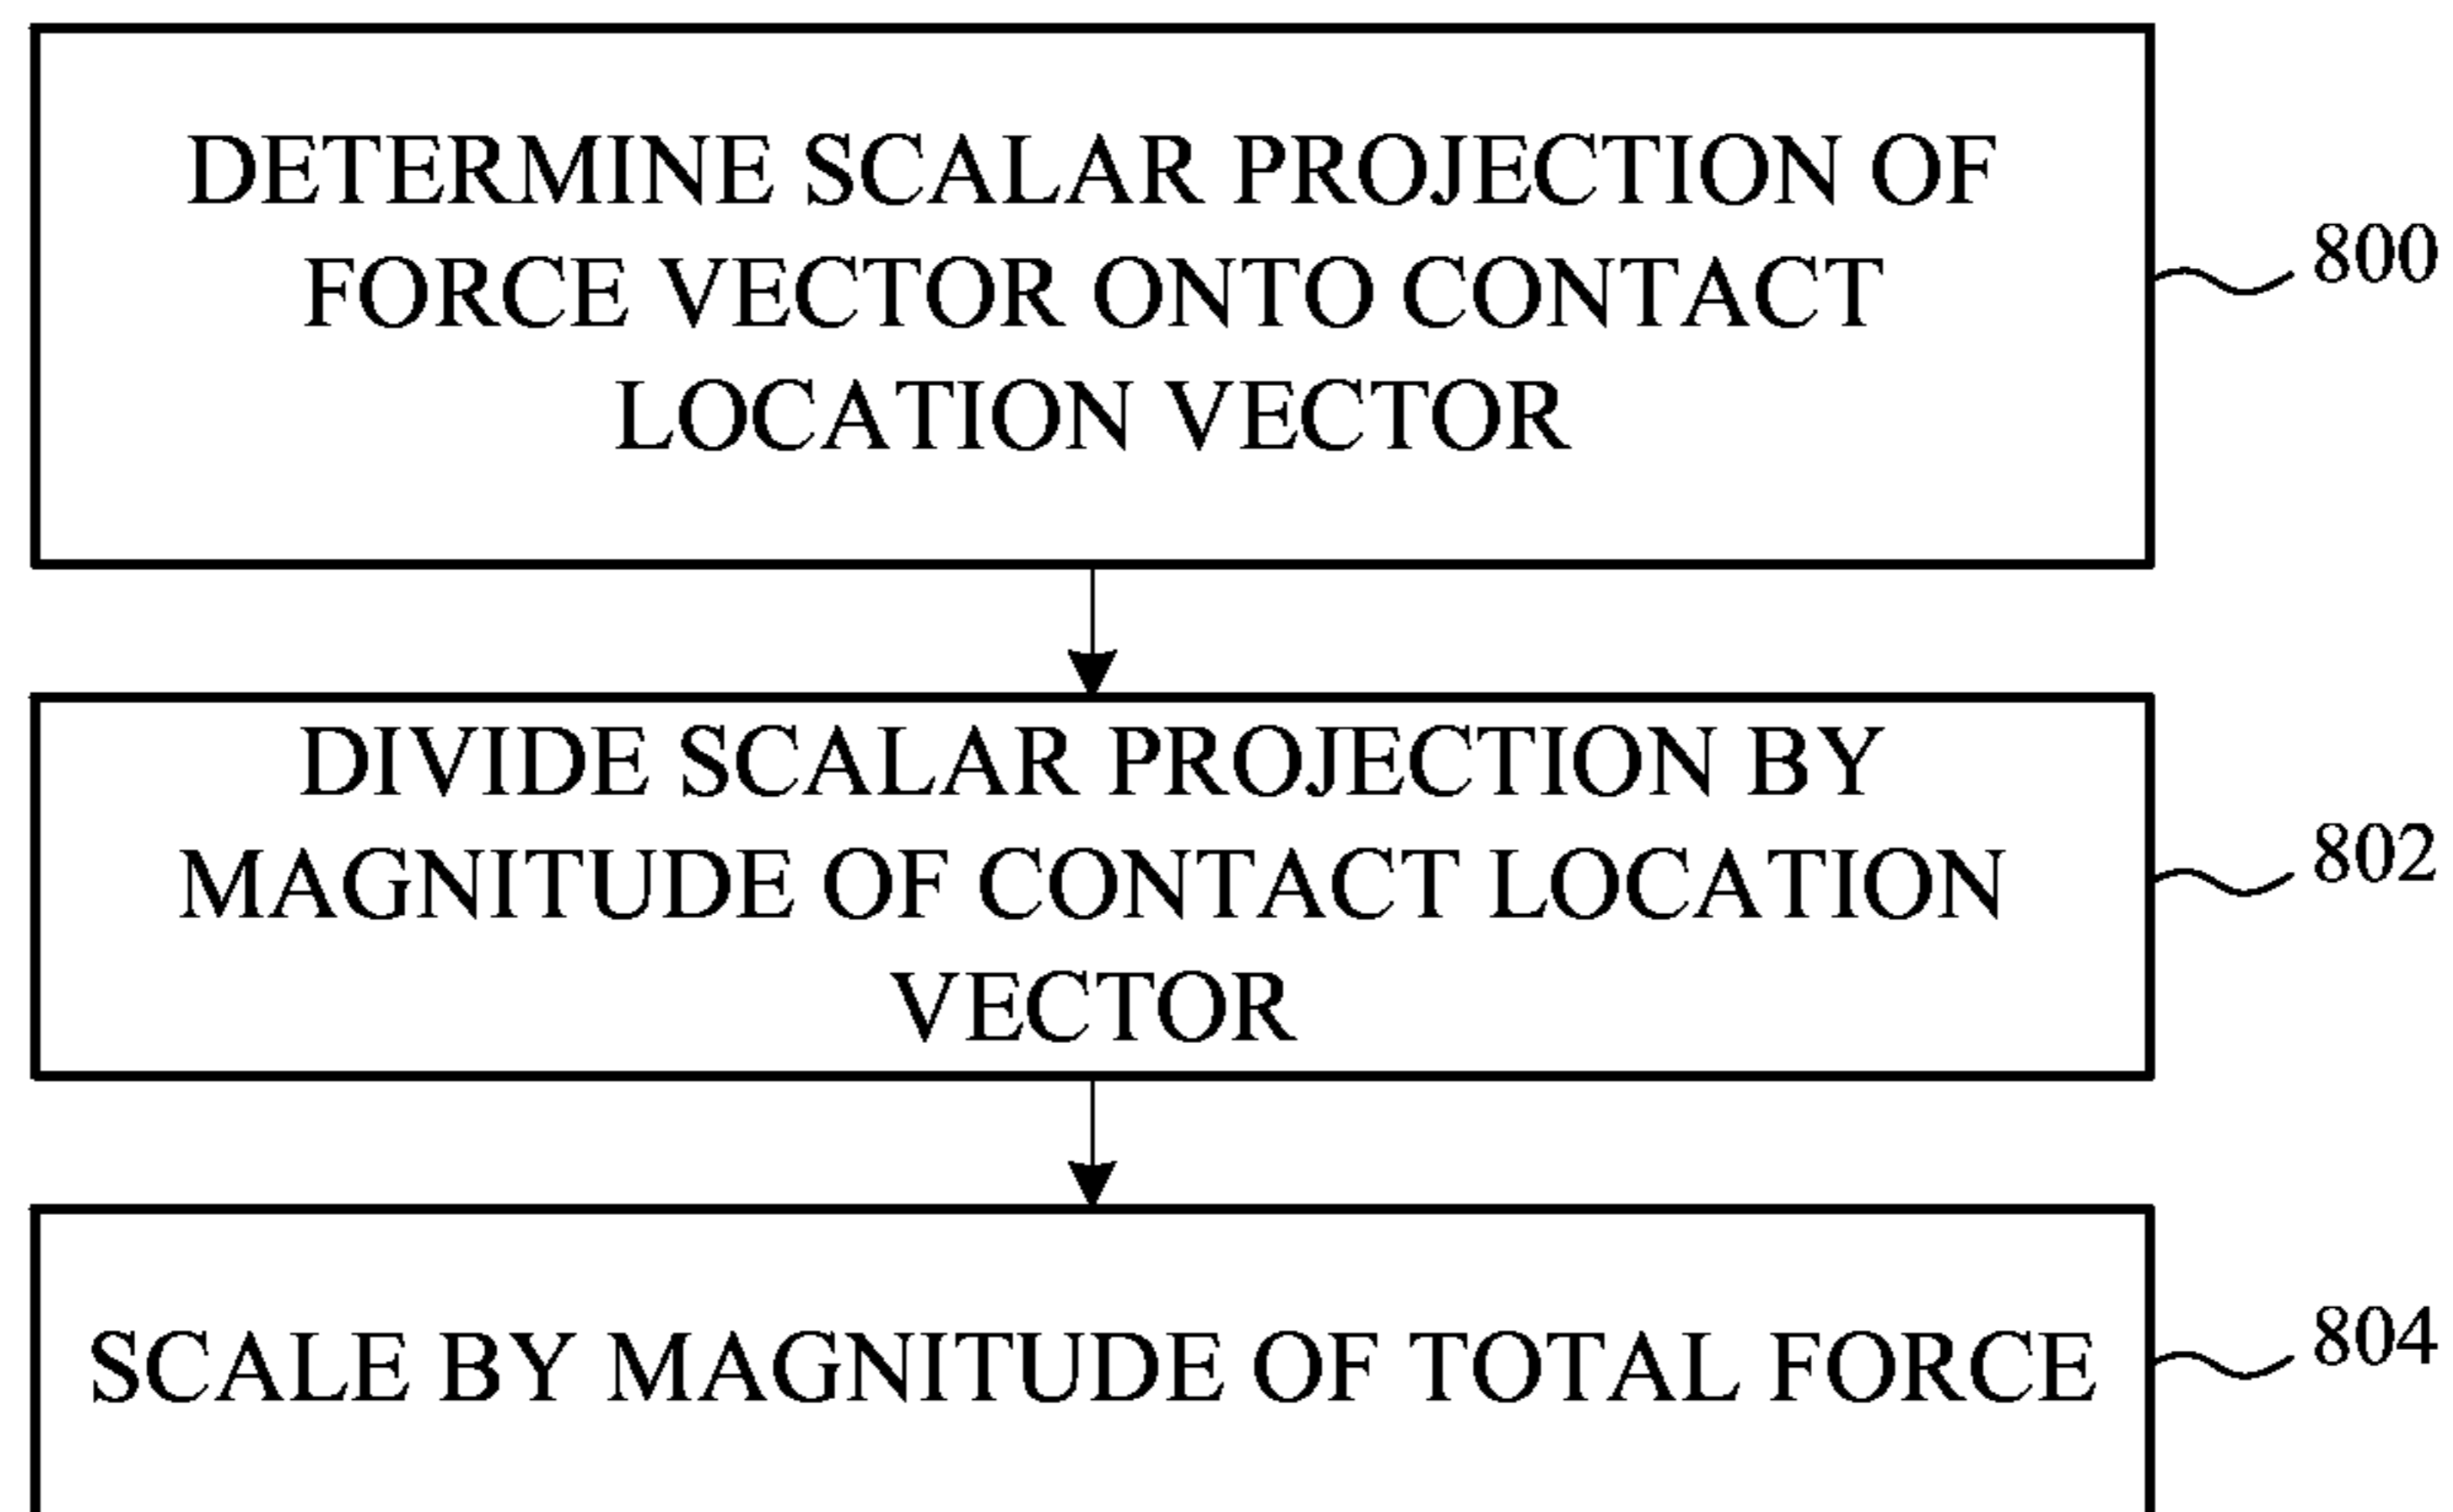 DETERMINE SCALAR PROJECTION OF
FORCE VECTOR ONTO CONTACT
LOCATION VECTOR
800
DIVIDE SCALAR PROJECTION BY
MAGNITUDE OF CONTACT LOCATION
VECTOR
802
SCALE BY MAGNITUDE OF TOTAL FORCE
804